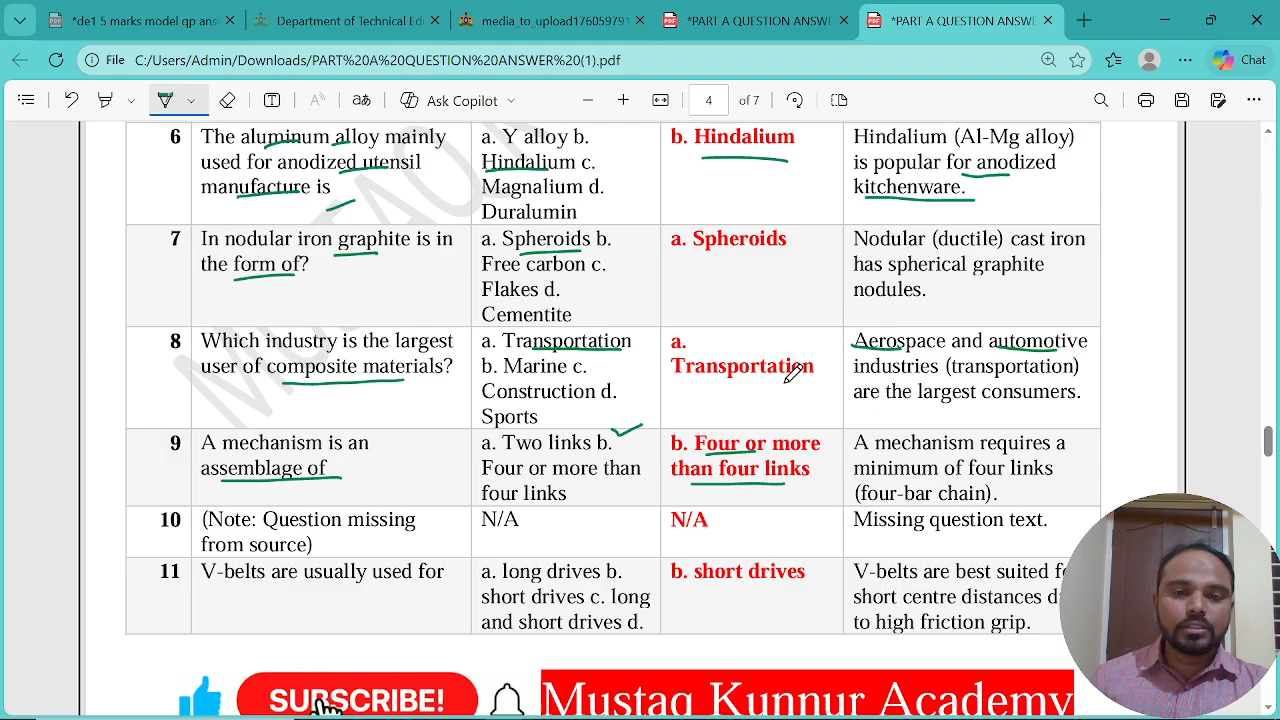 *de1 5 marks model qp ans
Department of Technical Edu
media_to_upload176059791
*PART A QUESTION ANSWE
*PART A QUESTION ANSWE
File C:/Users/Admin/Downloads/PART%20A%20QUESTION%20ANSWER%20(1).pdf
Chat
Ask Copilot
4 of 7
6 The aluminum alloy mainly used for anodized utensil manufacture is
a. Y alloy b.
Hindalium c.
Magnalium d.
Duralumin
b. Hindalium
Hindalium (Al-Mg alloy)
is popular for anodized
kitchenware.
7 In nodular iron graphite is in
the form of?
a. Spheroids b.
Free carbon c.
Flakes d.
Cementite
a. Spheroids
Nodular (ductile) cast iron
has spherical graphite
nodules.
8 Which industry is the largest
user of composite materials?
a. Transportation
b. Marine c.
Construction d.
Sports
a.
Transportation
Aerospace and automotive
industries (transportation)
are the largest consumers.
9 A mechanism is an
assemblage of
a. Two links b.
Four or more than
four links
b. Four or more
than four links
A mechanism requires a
minimum of four links
(four-bar chain).
10 (Note: Question missing
from source)
N/A
N/A
Missing question text.
11 V-belts are usually used for
a. long drives b.
short drives c. long
and short drives d.
b. short drives
V-belts are best suited
short centre distances
to high friction grip.
SUBSCRIBE!
Mustaq Kunnur Academy